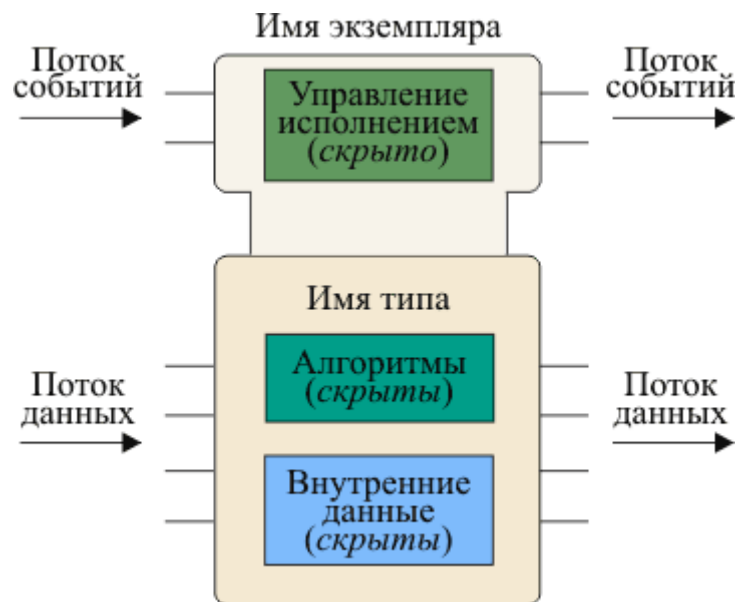 Имя экземпляра
Поток
событий
Поток
событий
Управление
исполнением
(скрыто)
Имя типа
Алгоритмы
(скрыты)
Поток
данных
Поток
данных
Внутренние
данные
(скрыты)